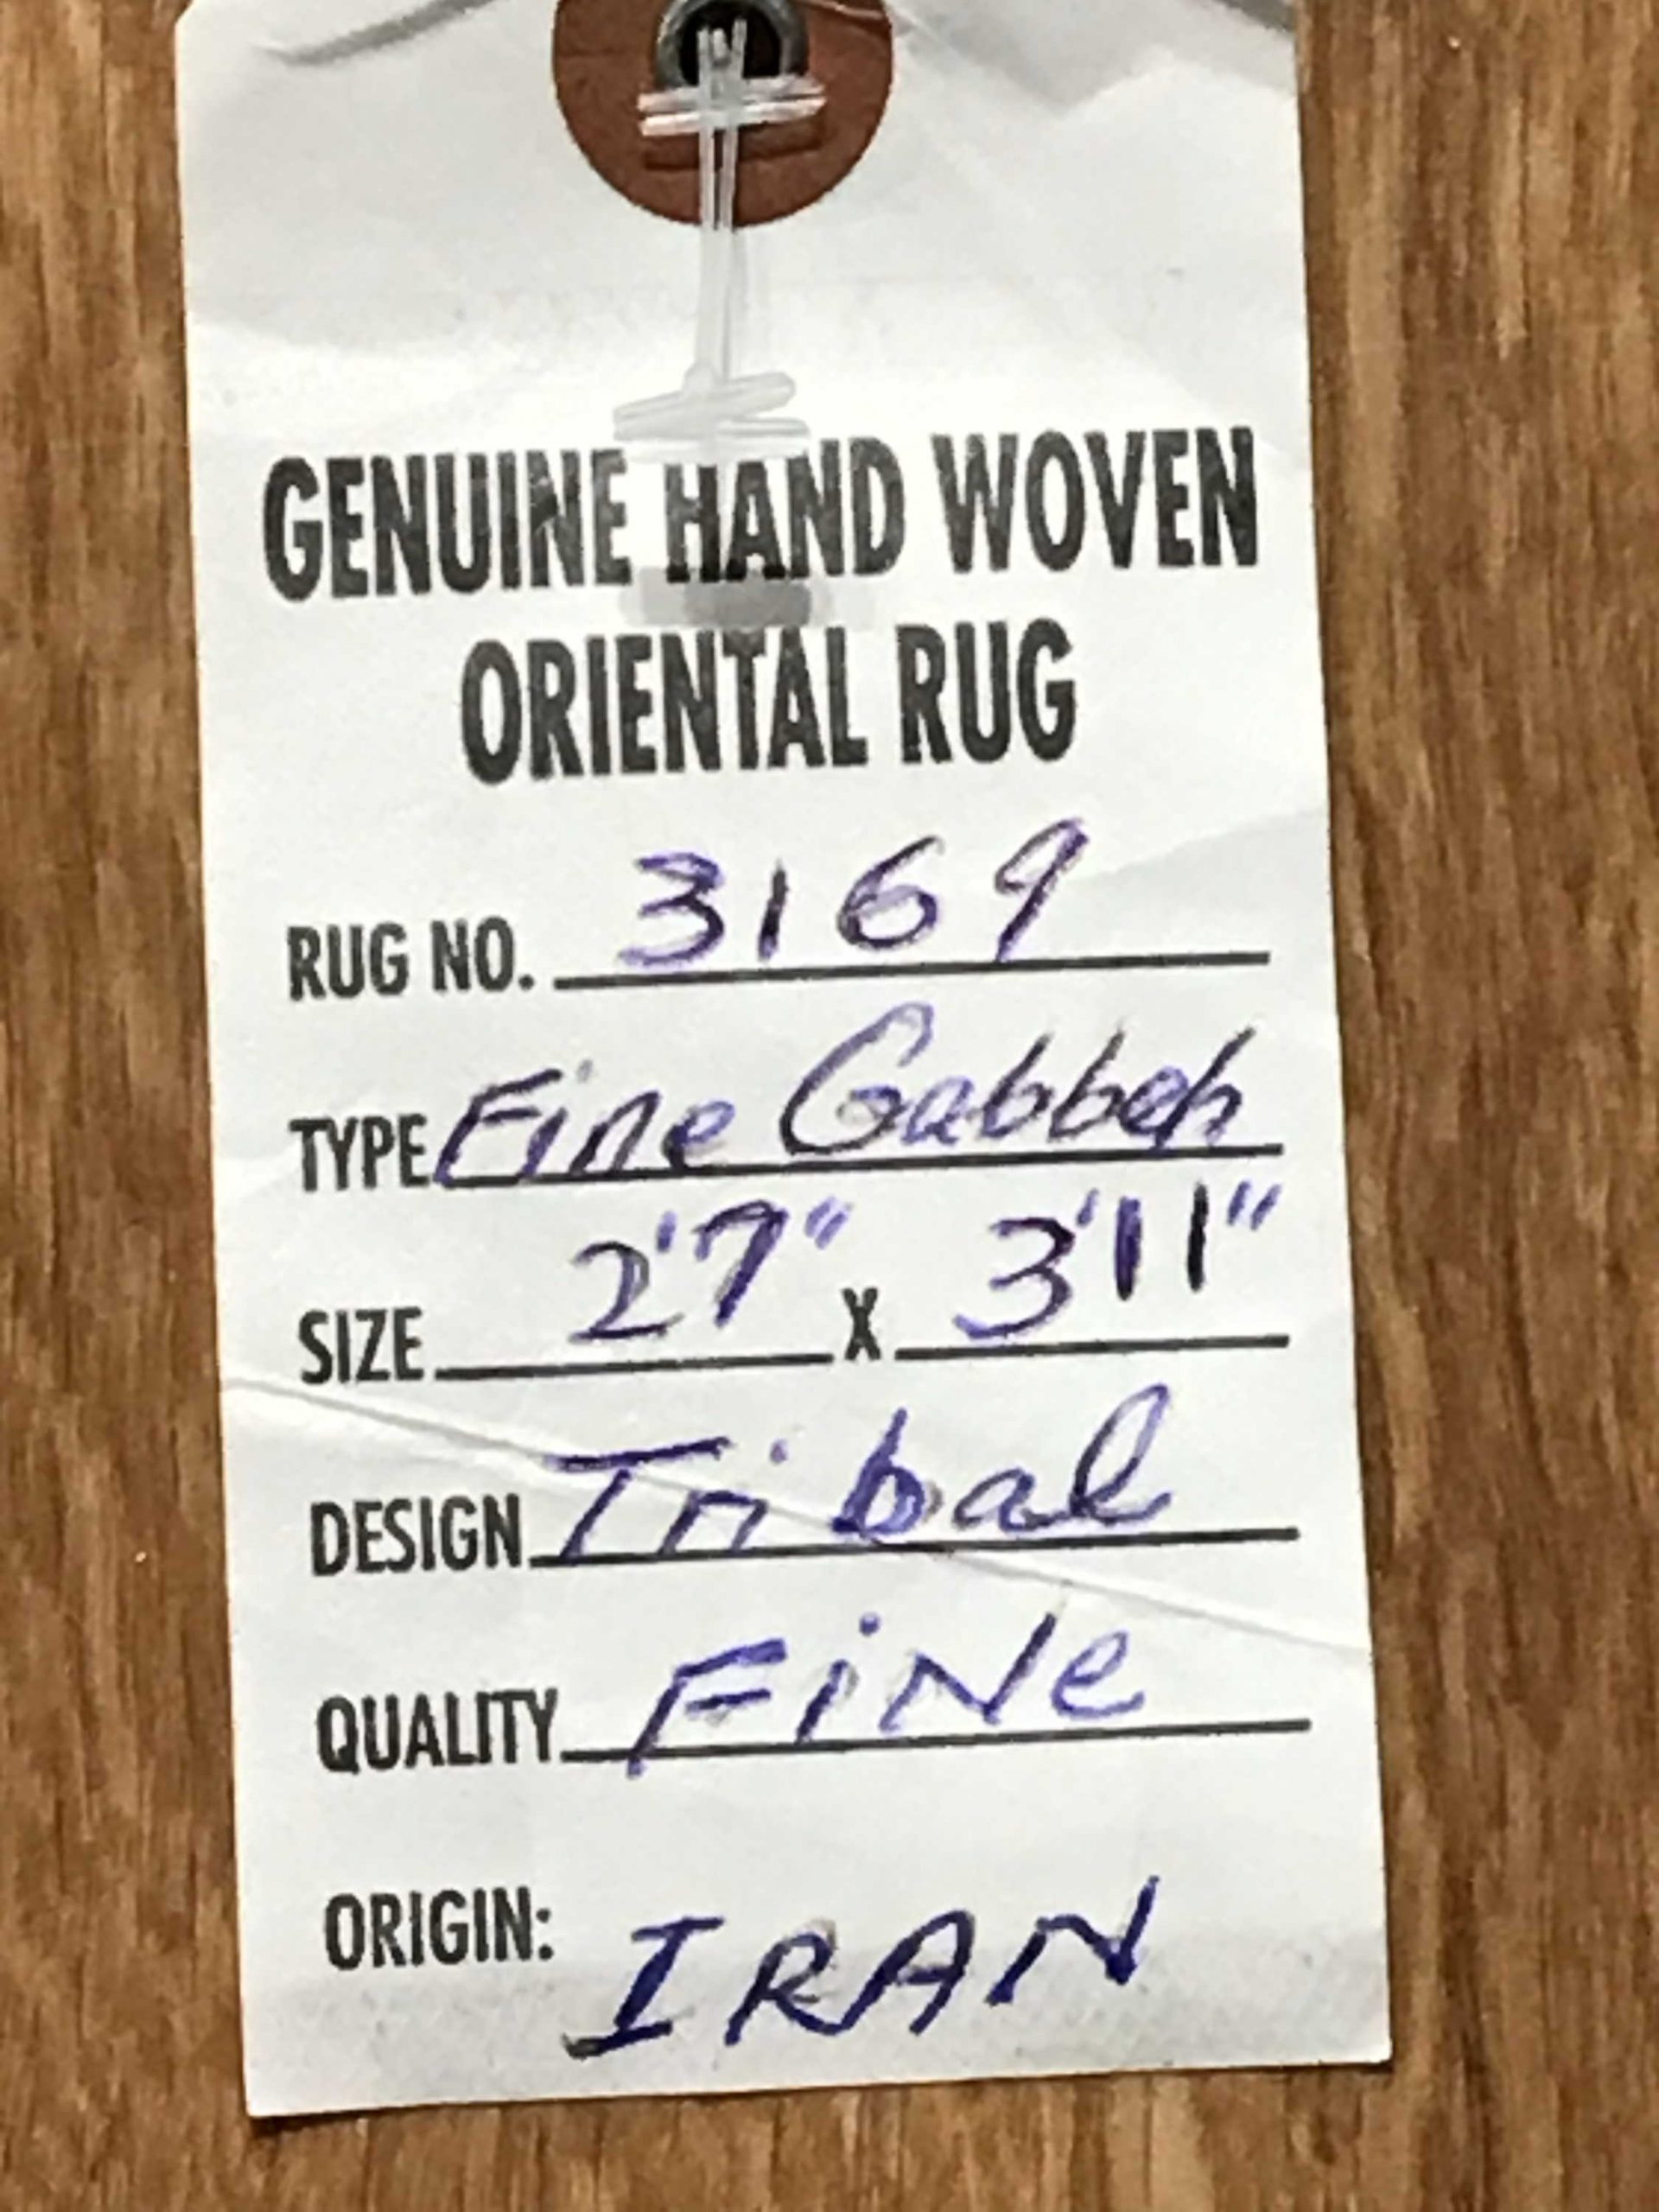 GENUINE HAND WOVEN
ORIENTAL RUG
RUG NO. 3169
TYPE Fine Gabbeh
SIZE 2'7" X 3'11"
DESIGN Tribal
QUALITY FiNe
ORIGIN: IRAN